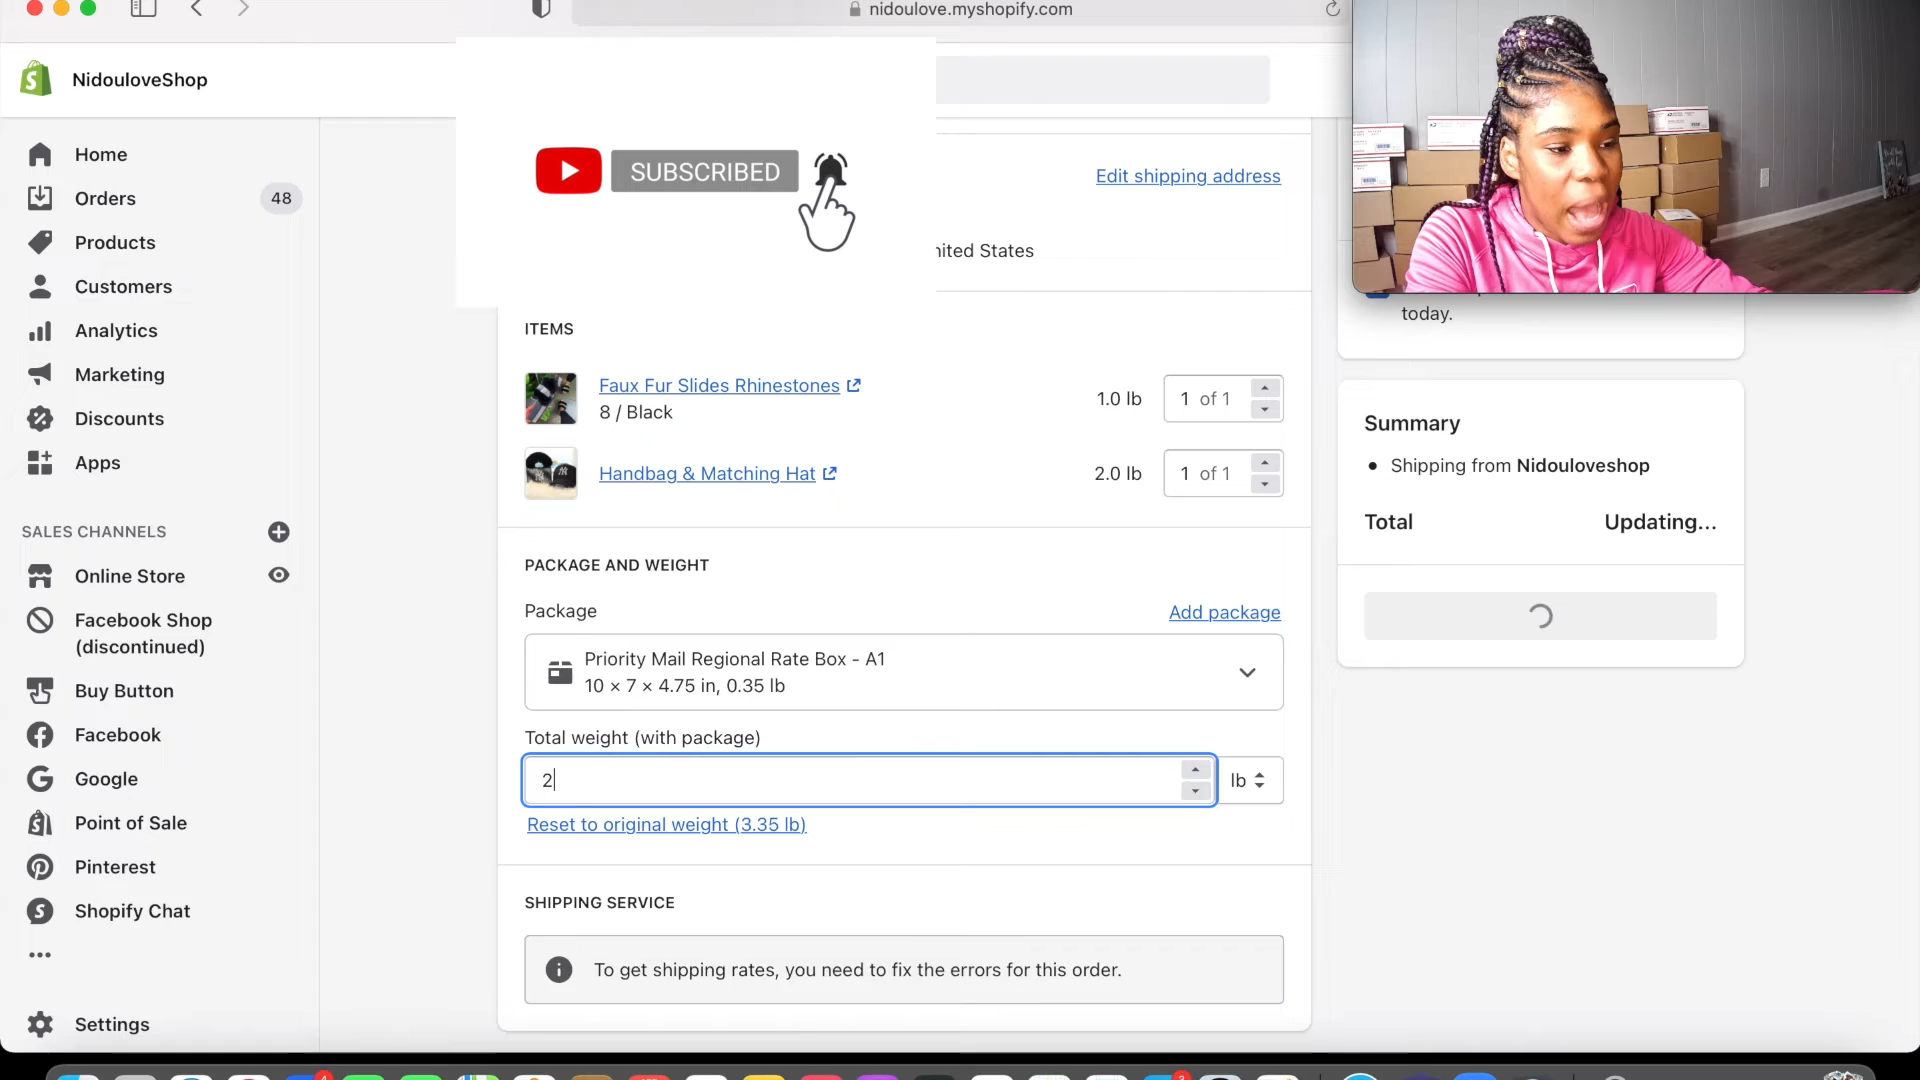 nidoulove.myshopify.com
NidouloveShop
SUBSCRIBED
Home
Orders
48
Products
Customers
Analytics
Marketing
Discounts
Apps
SALES CHANNELS
Online Store
Facebook Shop
(discontinued)
Buy Button
Facebook
Google
Point of Sale
Pinterest
Shopify Chat
Settings
Edit shipping address
nited States
ITEMS
Faux Fur Slides Rhinestones
8 / Black
1.0 lb
1 of 1
Handbag & Matching Hat
2.0 lb
1 of 1
PACKAGE AND WEIGHT
Package
Add package
Priority Mail Regional Rate Box - A1
10 × 7 × 4.75 in, 0.35 lb
Total weight (with package)
2
lb
Reset to original weight (3.35 lb)
SHIPPING SERVICE
To get shipping rates, you need to fix the errors for this order.
today.
Summary
Shipping from Nidouloveshop
Total
Updating...